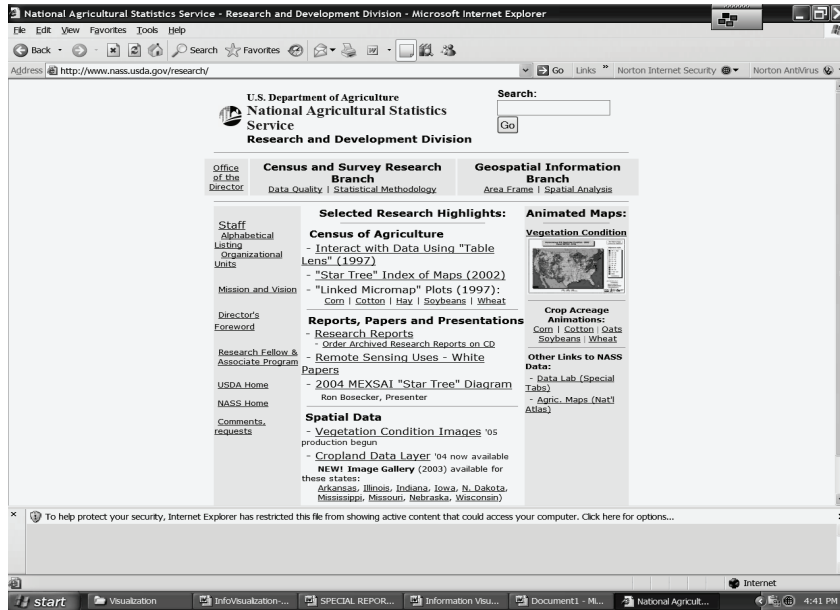 National Agricultural Statistics Service - Research and Development Division - Microsoft Internet Explorer
File Edit View Favorites Tools Help
Back Search Favorites
Address http://www.nass.usda.gov/research/ Go Links » Norton Internet Security Norton AntiVirus
U.S. Department of Agriculture
National Agricultural Statistics
Service
Research and Development Division
Search:
Go
Office
of the
Director
Census and Survey Research
Branch
Data Quality | Statistical Methodology
Geospatial Information
Branch
Area Frame | Spatial Analysis
Staff
Alphabetical
Listing
Organizational
Units
Mission and Vision
Director's
Foreword
Research Fellow &
Associate Program
USDA Home
NASS Home
Comments,
requests
Selected Research Highlights:
Census of Agriculture
- Interact with Data Using "Table
Lens" (1997)
- "Star Tree" Index of Maps (2002)
- "Linked Micromap" Plots (1997):
Corn | Cotton | Hay | Soybeans | Wheat
Reports, Papers and Presentations
- Research Reports
- Order Archived Research Reports on CD
- Remote Sensing Uses - White
Papers
- 2004 MEXSAI "Star Tree" Diagram
Ron Bosecker, Presenter
Spatial Data
- Vegetation Condition Images '05
production begun
- Cropland Data Layer '04 now available
NEW! Image Gallery (2003) available for
these states:
Arkansas, Illinois, Indiana, Iowa, N. Dakota,
Mississippi, Missouri, Nebraska, Wisconsin)
Animated Maps:
Vegetation Condition
Crop Acreage
Animations:
Corn | Cotton | Oats
Soybeans | Wheat
Other Links to NASS
Data:
- Data Lab (Special
Tabs)
- Agric. Maps (Nat'l
Atlas)
× To help protect your security, Internet Explorer has restricted this file from showing active content that could access your computer. Click here for options...
Internet
start Visualization InfoVisualzation-... SPECIAL REPOR... Information Visu... Document1 - Mi... National Agricult... 4:41 PM